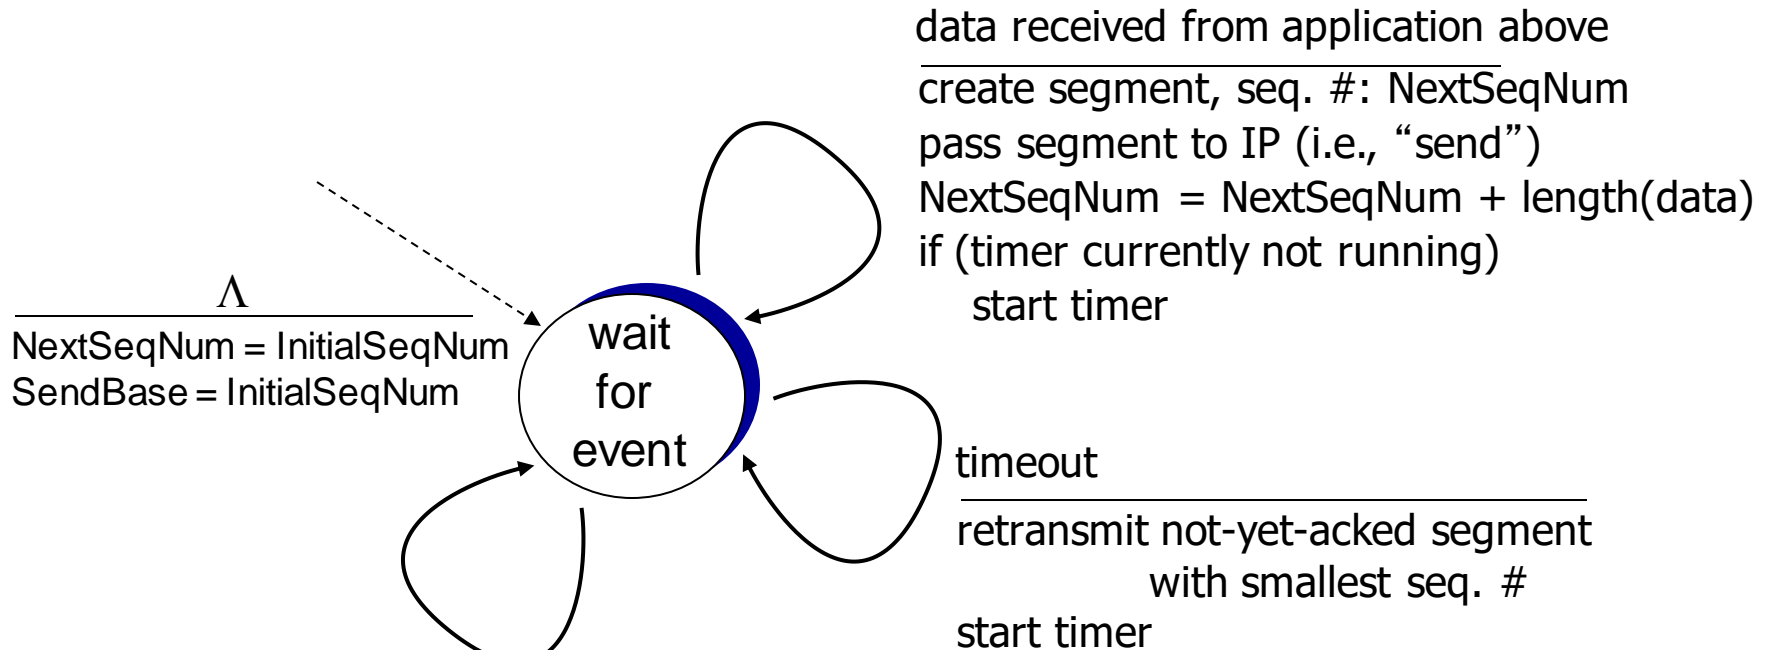 data received from application above
create segment, seq. #: NextSeqNum
pass segment to IP (i.e., “send”)
NextSeqNum = NextSeqNum + length(data)
if (timer currently not running)
start timer
Λ
NextSeqNum = InitialSeqNum
SendBase = InitialSeqNum
wait
for
event
timeout
retransmit not-yet-acked segment
with smallest seq. #
start timer